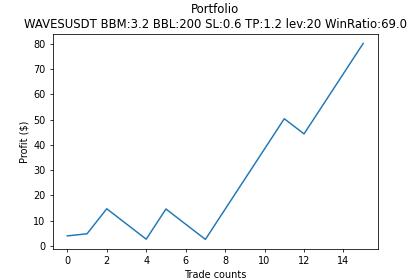 Portfolio
WAVESUSDT BBM:3.2 BBL:200 SL:0.6 TP:1.2 lev:20 WinRatio:69.0
Profit ($)
80
70
60
50
40
30
20
10
0
0 2 4 6 8 10 12 14
Trade counts